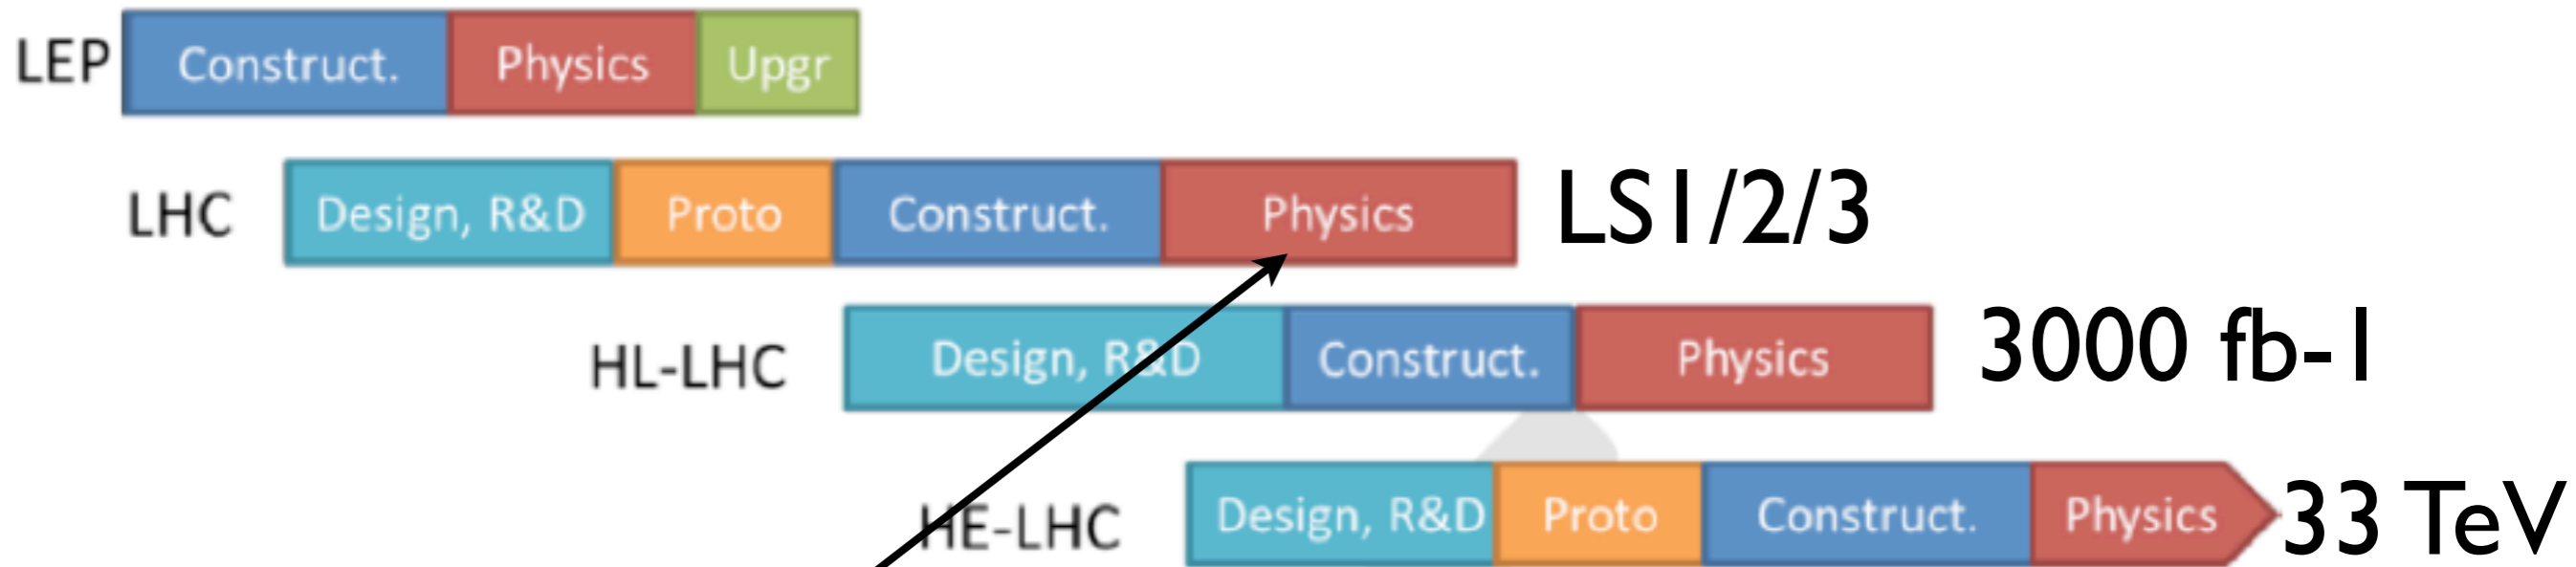 LEP Construct. Physics Upgr
LHC Design, R&D Proto Construct. Physics LS1/2/3
HL-LHC Design, R&D Construct. Physics 3000 fb-1
HE-LHC Design, R&D Proto Construct. Physics 33 TeV